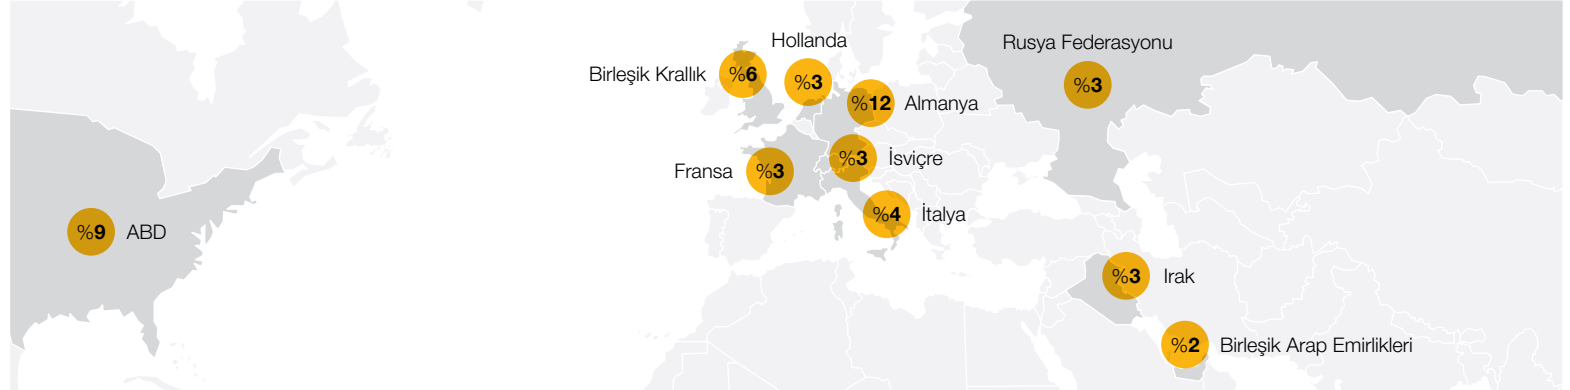 Hollanda
%3
Rusya Federasyonu
%3
Birleşik Krallık %6
%12 Almanya
%3 İsviçre
Fransa %3
%4 İtalya
%9 ABD
%3 Irak
%2 Birleşik Arap Emirlikleri